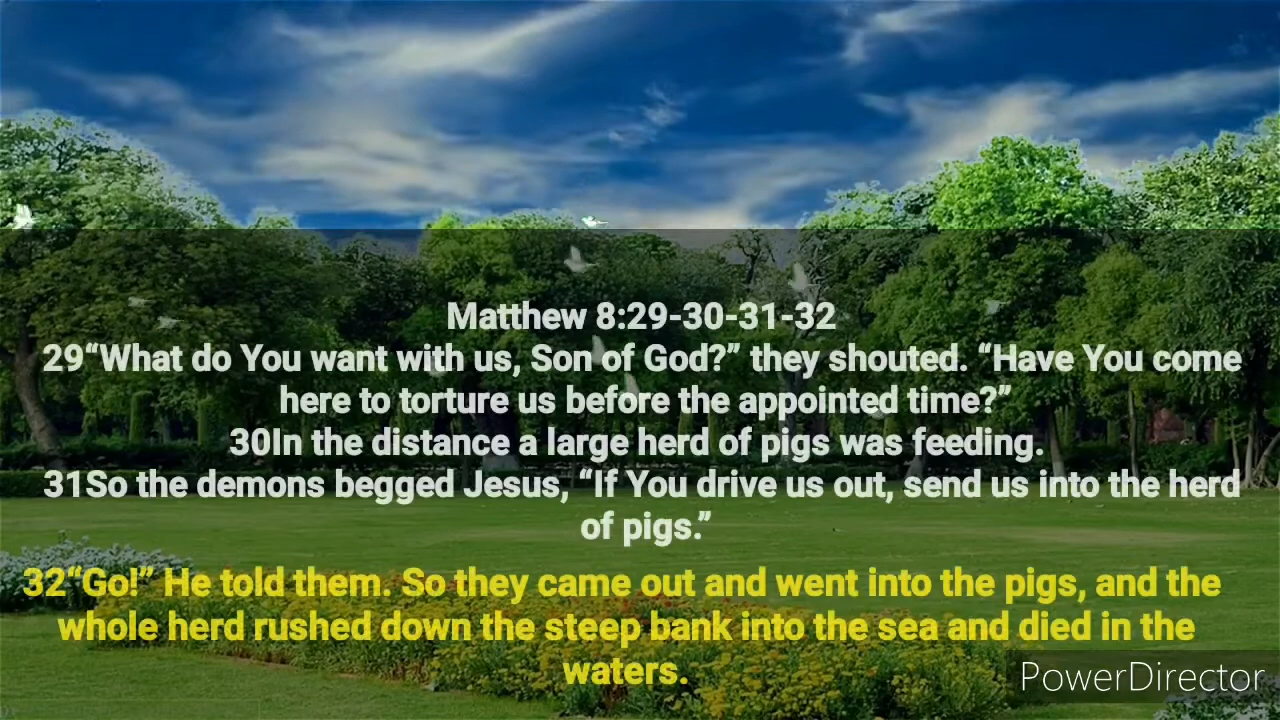 Matthew 8:29-30-31-32
29“What do You want with us, Son of God?” they shouted. “Have You come
here to torture us before the appointed time?”
30In the distance a large herd of pigs was feeding.
31So the demons begged Jesus, “If You drive us out, send us into the herd
of pigs.”
32“Go!” He told them. So they came out and went into the pigs, and the
whole herd rushed down the steep bank into the sea and died in the
waters.
PowerDirector